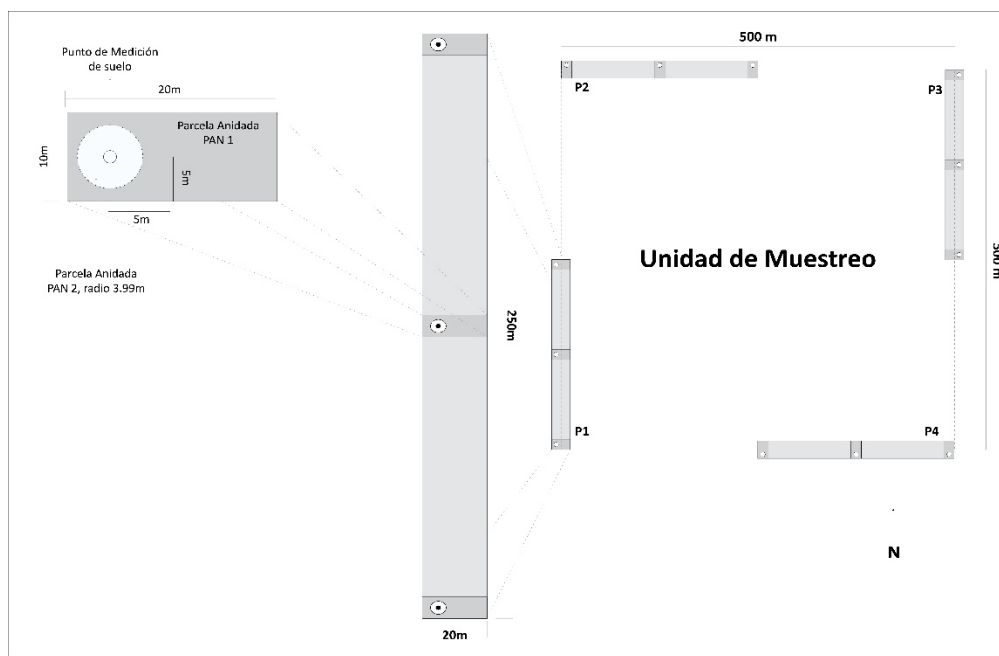 Punto de Medición
de suelo
20m
Parcela Anidada
PAN 1
10m
5m
5m
Parcela Anidada
PAN 2, radio 3.99m
250m
20m
500 m
P2
P3
Unidad de Muestreo
500 m
P1
P4
N